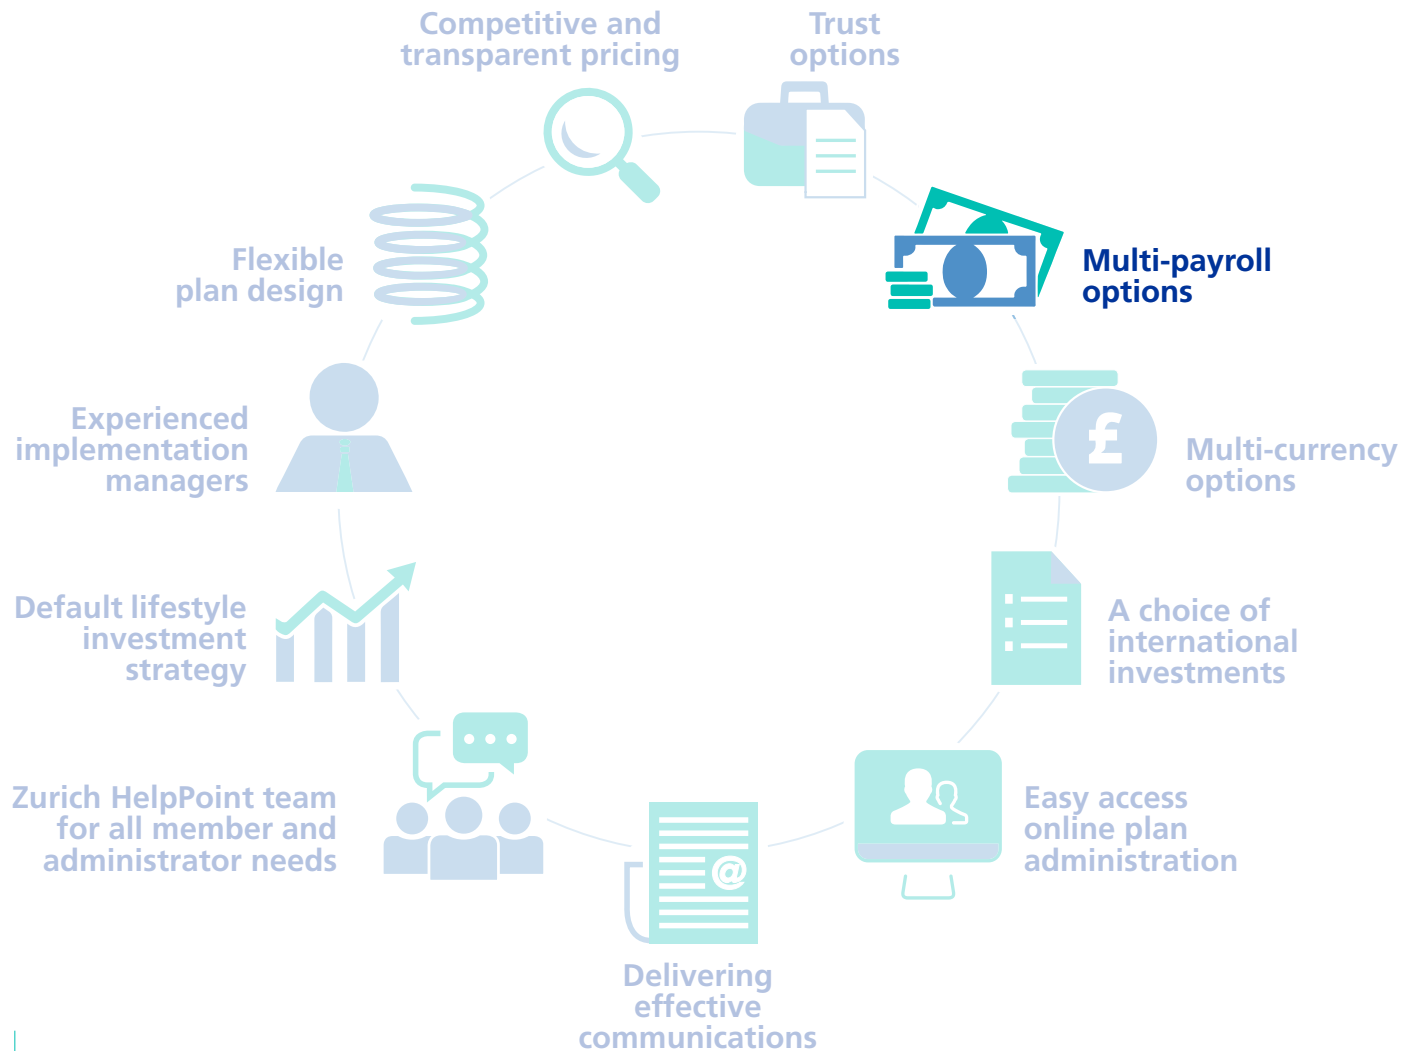 Competitive and
transparent pricing
Trust
options
Multi-payroll
options
Multi-currency
options
£
A choice of
international
investments
Easy access
online plan
administration
@
Delivering
effective
communications
Zurich HelpPoint team
for all member and
administrator needs
Default lifestyle
investment
strategy
Experienced
implementation
managers
Flexible
plan design